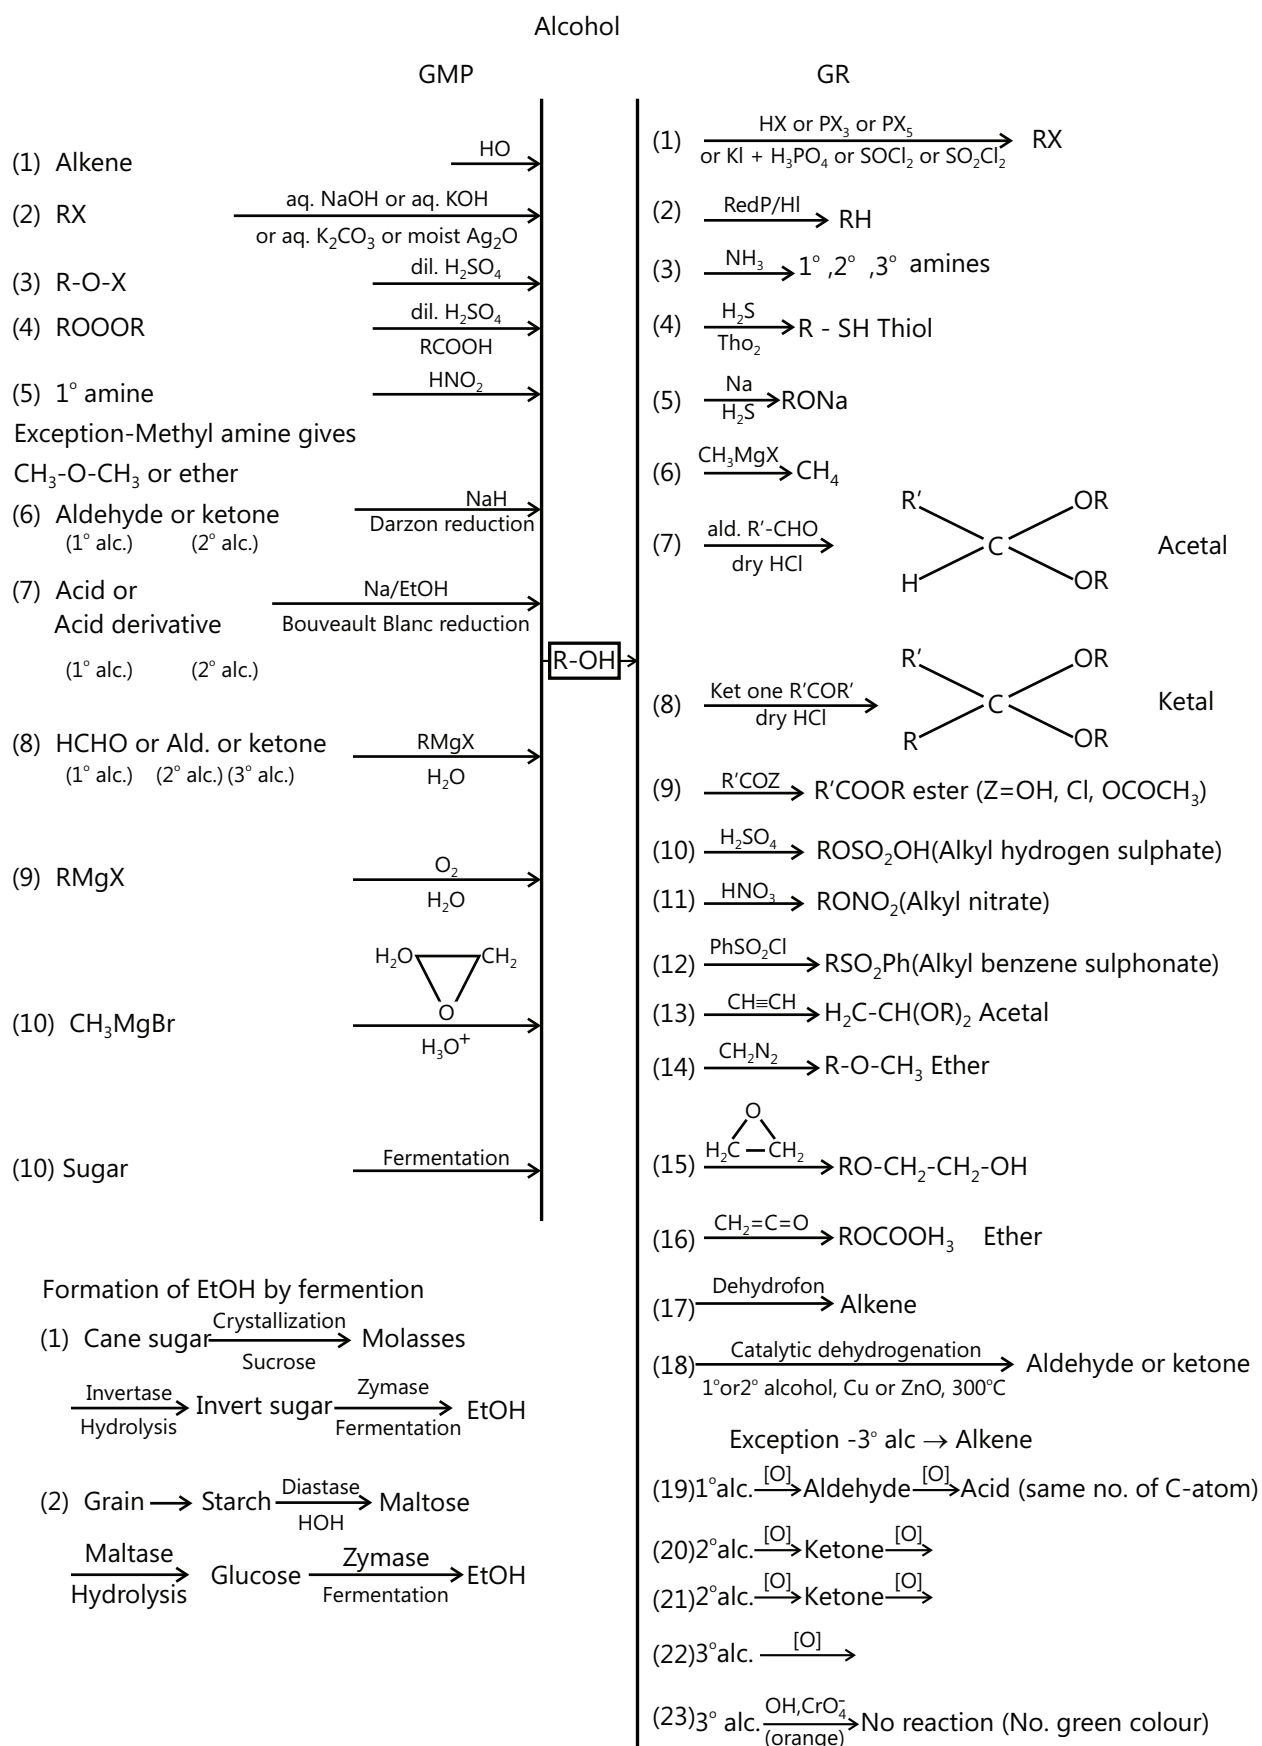 Alcohol
GMP
(1) Alkene
HO
(2) RX
aq. NaOH or aq. KOH
or aq. K₂CO₃ or moist Ag₂O
(3) R-O-X
dil. H₂SO₄
(4) ROOOR
dil. H₂SO₄
RCOOH
(5) 1° amine
HNO₂
Exception-Methyl amine gives
CH₃-O-CH₃ or ether
(6) Aldehyde or ketone
(1° alc.) (2° alc.)
NaH
Darzon reduction
(7) Acid or
Acid derivative
(1° alc.) (2° alc.)
Na/EtOH
Bouveault Blanc reduction
R-OH
(8) HCHO or Ald. or ketone
(1° alc.) (2° alc.) (3° alc.)
RMgX
H₂O
(9) RMgX
O₂
H₂O
(10) CH₃MgBr
H₂O CH₂
O
H₃O⁺
(10) Sugar
Fermentation
Formation of EtOH by fermention
(1) Cane sugar Crystallization Molasses
Sucrose
Invertase Invert sugar Zymase EtOH
Hydrolysis Fermentation
(2) Grain → Starch Diastase Maltose
HOH
Maltase Glucose Zymase EtOH
Hydrolysis Fermentation
GR
(1) HX or PX₃ or PX₅ RX
or KI + H₃PO₄ or SOCl₂ or SO₂Cl₂
(2) RedP/HI RH
(3) NH₃ 1° ,2° ,3° amines
(4) H₂S R - SH Thiol
Tho₂
(5) Na RONa
H₂S
(6) CH₃MgX CH₄
(7) ald. R'-CHO
dry HCl
R' OR
C Acetal
H OR
(8) Ket one R'COR'
dry HCl
R' OR
C Ketal
R OR
(9) R'COZ R'COOR ester (Z=OH, Cl, OCOCH₃)
(10) H₂SO₄ ROSO₂OH(Alkyl hydrogen sulphate)
(11) HNO₃ RONO₂(Alkyl nitrate)
(12) PhSO₂Cl RSO₂Ph(Alkyl benzene sulphonate)
(13) CH≡CH H₂C-CH(OR)₂ Acetal
(14) CH₂N₂ R-O-CH₃ Ether
O
H₂C — CH₂
(15) RO-CH₂-CH₂-OH
(16) CH₂=C=O ROCOOH₃ Ether
(17) Dehydrofon Alkene
(18) Catalytic dehydrogenation Aldehyde or ketone
1°or2° alcohol, Cu or ZnO, 300°C
Exception -3° alc → Alkene
(19)1°alc. [O] Aldehyde [O] Acid (same no. of C-atom)
(20)2°alc. [O] Ketone [O]
(21)2°alc. [O] Ketone [O]
(22)3°alc. [O]
(23)3° alc. OH,CrO₄⁻ No reaction (No. green colour)
(orange)